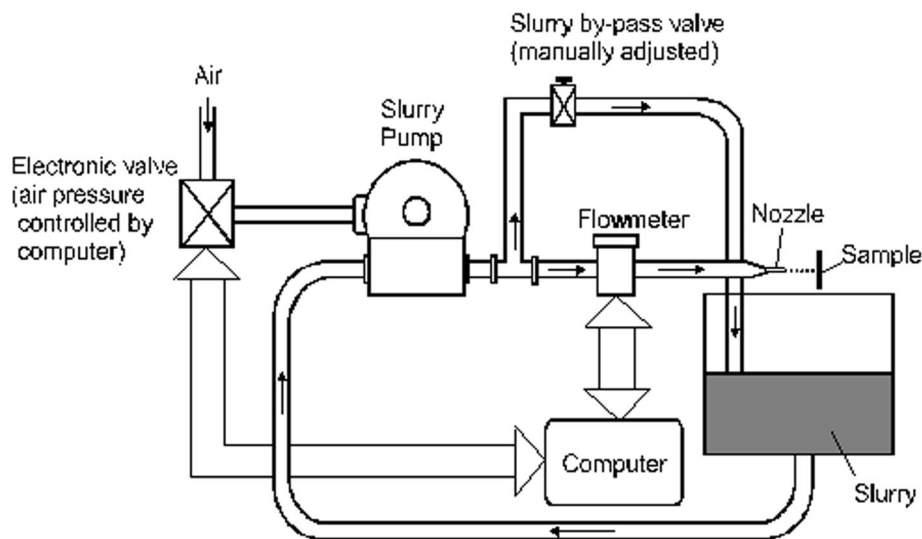 Slurry by-pass valve
(manually adjusted)
Air
Slurry
Pump
Electronic valve
(air pressure
controlled by
computer)
Flowmeter
Nozzle
Sample
Computer
Slurry